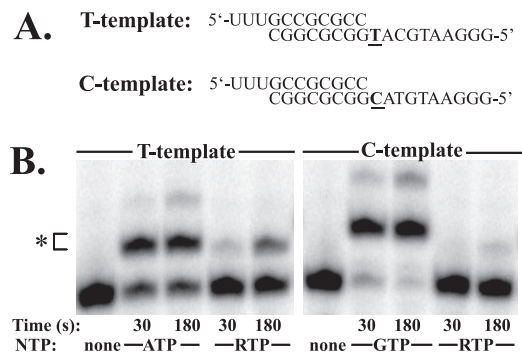 A.
T-template: 5‘-UUUGCCGCGCC
CGGCGCGGTACGTAAGGG-5’
C-template: 5‘-UUUGCCGCGCC
CGGCGCGGCATGTAAGGG-5’
B.
T-template C-template
*
Time (s): 30 180 30 180 30 180 30 180
NTP: none —ATP— —RTP— none —GTP— —RTP—